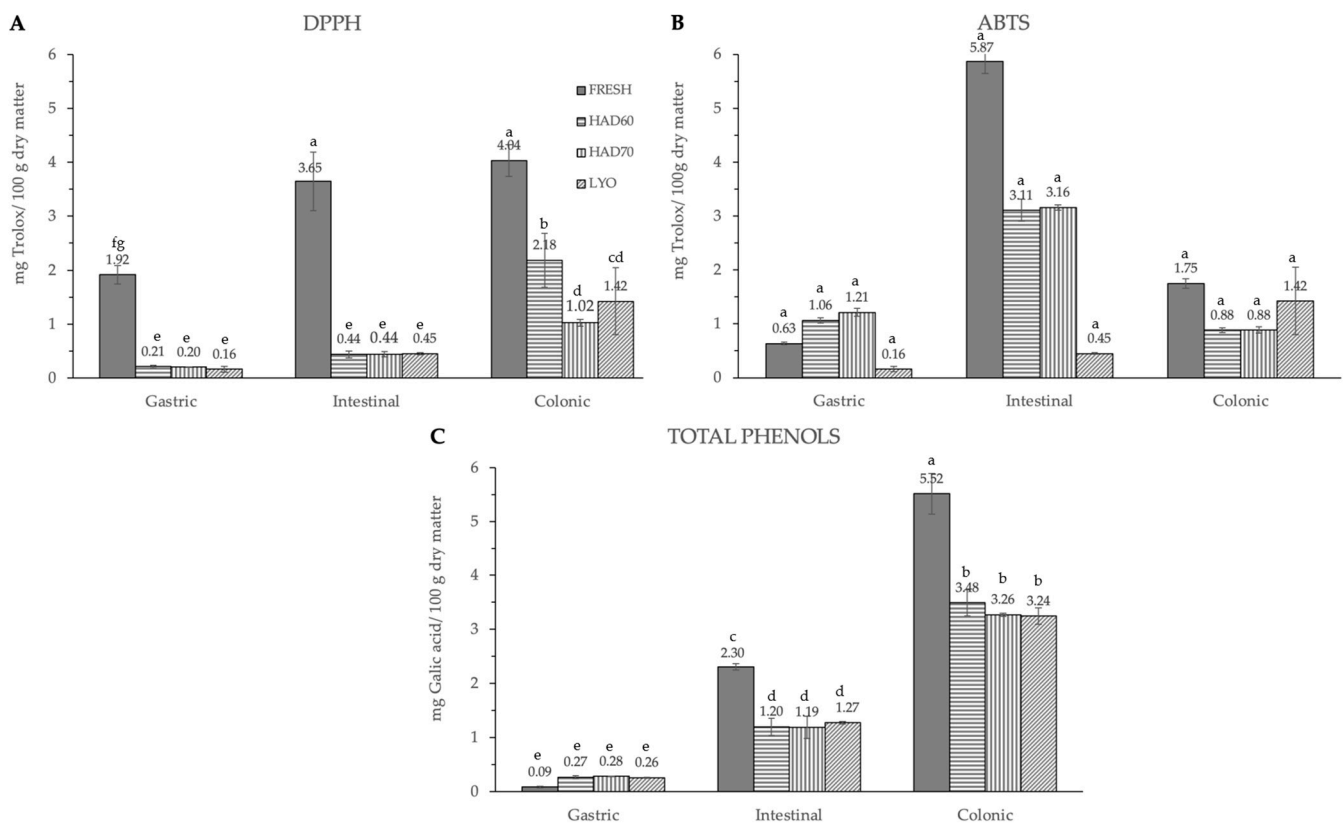 A
DPPH
mg Trolox/ 100 g dry matter
6
5
4
3
2
1
0
fg
1.92
e
0.21
e
0.20
e
0.16
a
3.65
e
0.44
e
0.44
e
0.45
a
4.04
b
2.18
d
1.02
cd
1.42
FRESH
HAD60
HAD70
LYO
Gastric
Intestinal
Colonic
B
ABTS
mg Trolox/ 100g dry matter
6
5
4
3
2
1
0
a
0.63
a
1.06
a
1.21
a
0.16
a
5.87
a
3.11
a
3.16
a
0.45
a
1.75
a
0.88
a
0.88
a
1.42
Gastric
Intestinal
Colonic
C
TOTAL PHENOLS
mg Galic acid/ 100 g dry matter
6
5
4
3
2
1
0
e
0.09
e
0.27
e
0.28
e
0.26
c
2.30
d
1.20
d
1.19
d
1.27
a
5.52
b
3.48
b
3.26
b
3.24
Gastric
Intestinal
Colonic